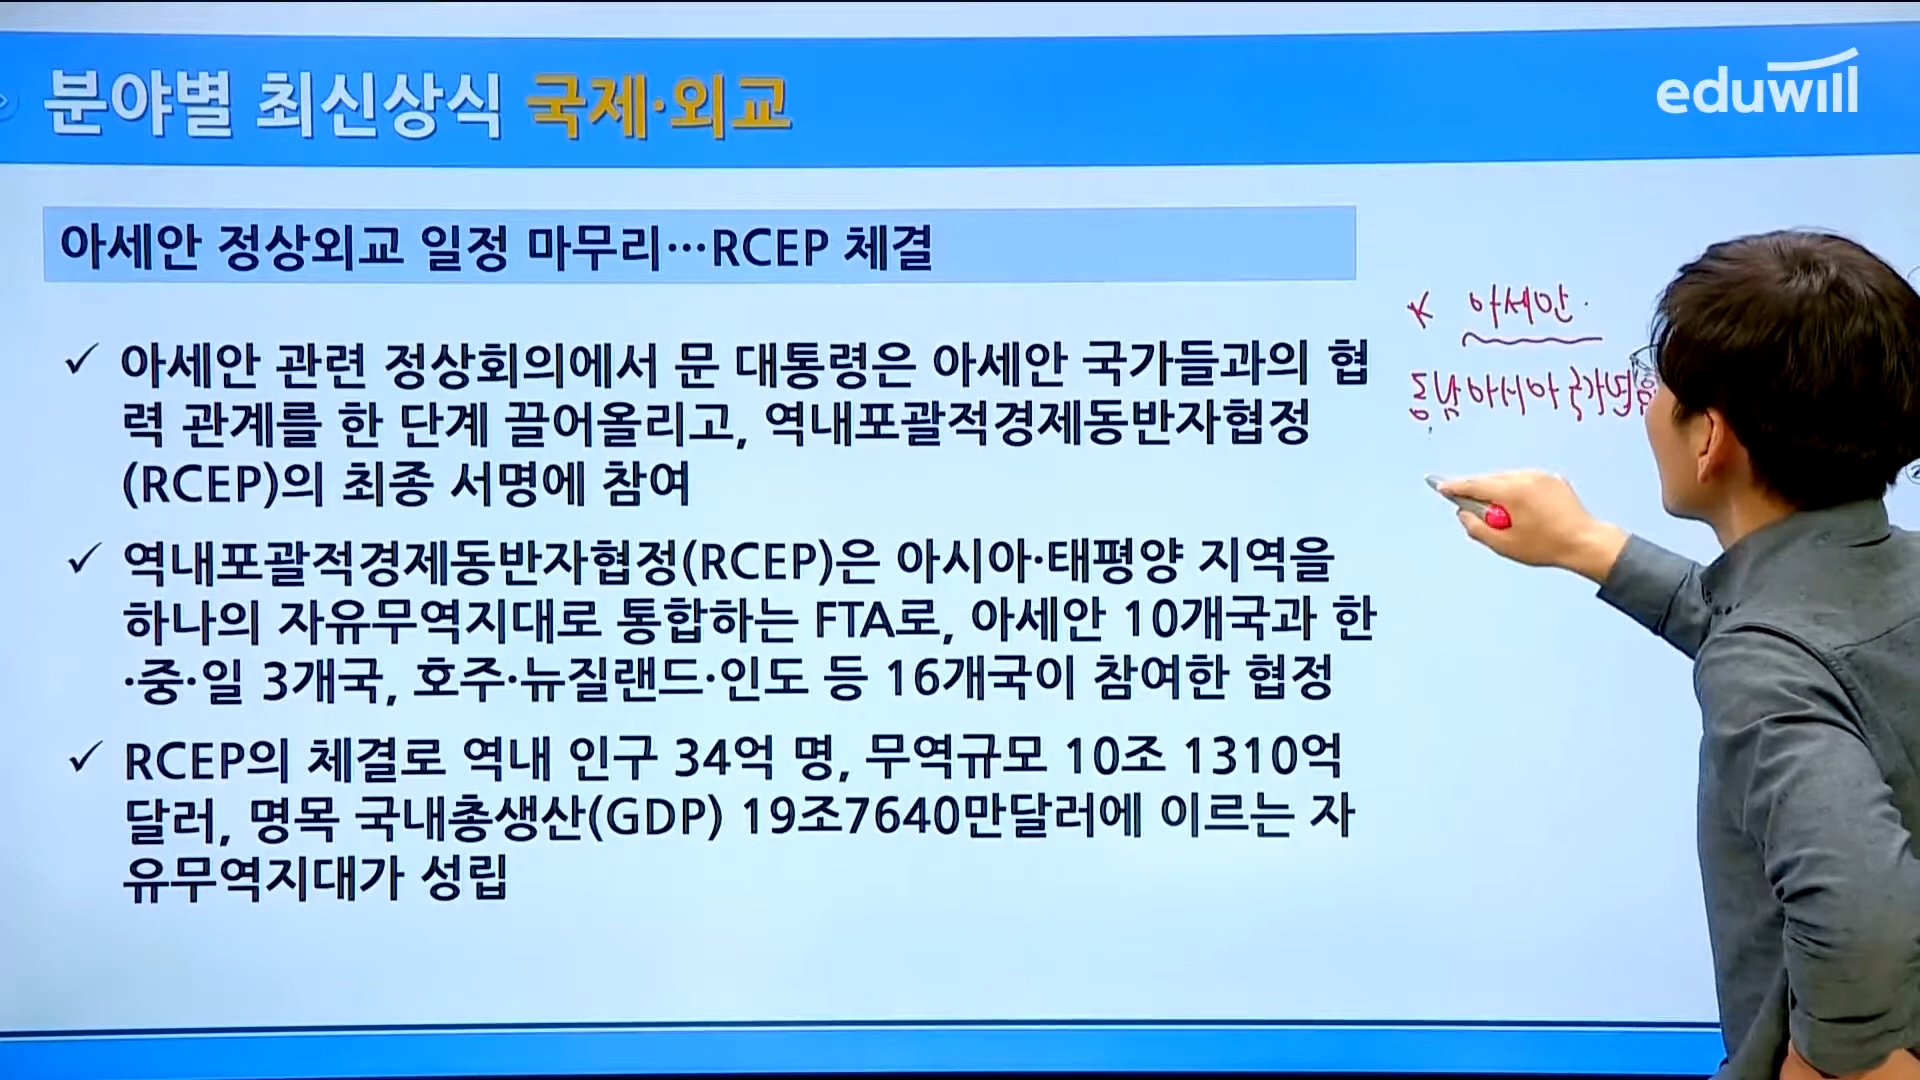 분야별 최신상식 국제·외교
eduwill
아세안 정상외교 일정 마무리…RCEP 체결
✓ 아세안 관련 정상회의에서 문 대통령은 아세안 국가들과의 협
력 관계를 한 단계 끌어올리고, 역내포괄적경제동반자협정
(RCEP)의 최종 서명에 참여
✓ 역내포괄적경제동반자협정(RCEP)은 아시아·태평양 지역을
하나의 자유무역지대로 통합하는 FTA로, 아세안 10개국과 한
·중·일 3개국, 호주·뉴질랜드·인도 등 16개국이 참여한 협정
✓ RCEP의 체결로 역내 인구 34억 명, 무역규모 10조 1310억
달러, 명목 국내총생산(GDP) 19조7640만달러에 이르는 자
유무역지대가 성립
아세안.
동남아시아국가연합